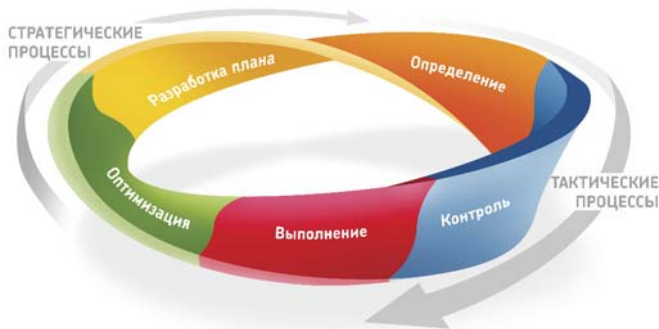 СТРАТЕГИЧЕСКИЕ
ПРОЦЕССЫ
Разработка плана
Определение
Оптимизация
Выполнение
Контроль
ТАКТИЧЕСКИЕ
ПРОЦЕССЫ